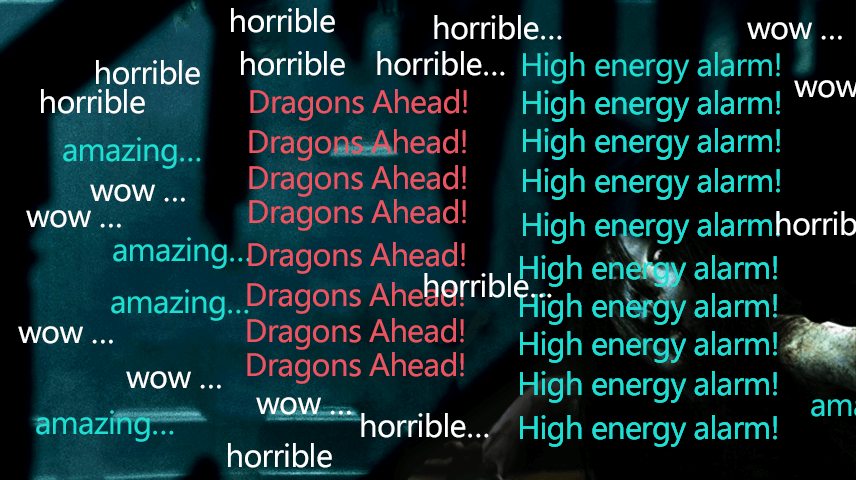 horrible
horrible...
wow ...
horrible
horrible
horrible...
High energy alarm!
wow
horrible
Dragons Ahead!
High energy alarm!
amazing...
Dragons Ahead!
High energy alarm!
wow ...
Dragons Ahead!
High energy alarm!
wow ...
Dragons Ahead!
High energy alarm
horrib
amazing...
Dragons Ahead!
High energy alarm!
horrible...
amazing...
Dragons Ahead!
High energy alarm!
wow ...
Dragons Ahead!
High energy alarm!
wow ...
Dragons Ahead!
High energy alarm!
wow ...
ama
amazing...
horrible...
High energy alarm!
horrible